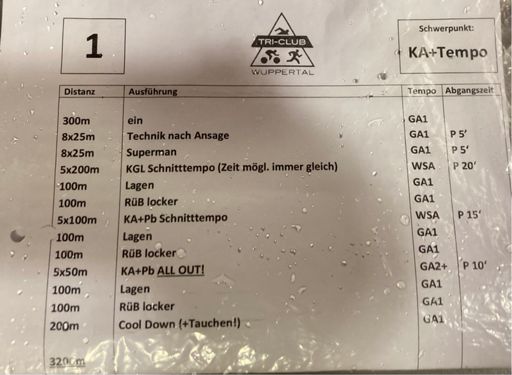 1
TRI-CLUB
WUPPERTAL
Schwerpunkt:
KA+Tempo
Distanz Ausführung Tempo Abgangszeit
300m ein GA1
8x25m Technik nach Ansage GA1 P 5'
8x25m Superman GA1 P 5'
5x200m KGL Schnitttempo (Zeit mögl. immer gleich) WSA P 20'
100m Lagen GA1
100m RüB locker GA1
5x100m KA+Pb Schnitttempo WSA P 15'
100m Lagen GA1
100m RüB locker GA1
5x50m KA+Pb ALL OUT! GA2+ P 10'
100m Lagen GA1
100m RüB locker GA1
200m Cool Down (+Tauchen!) GA1
3200m